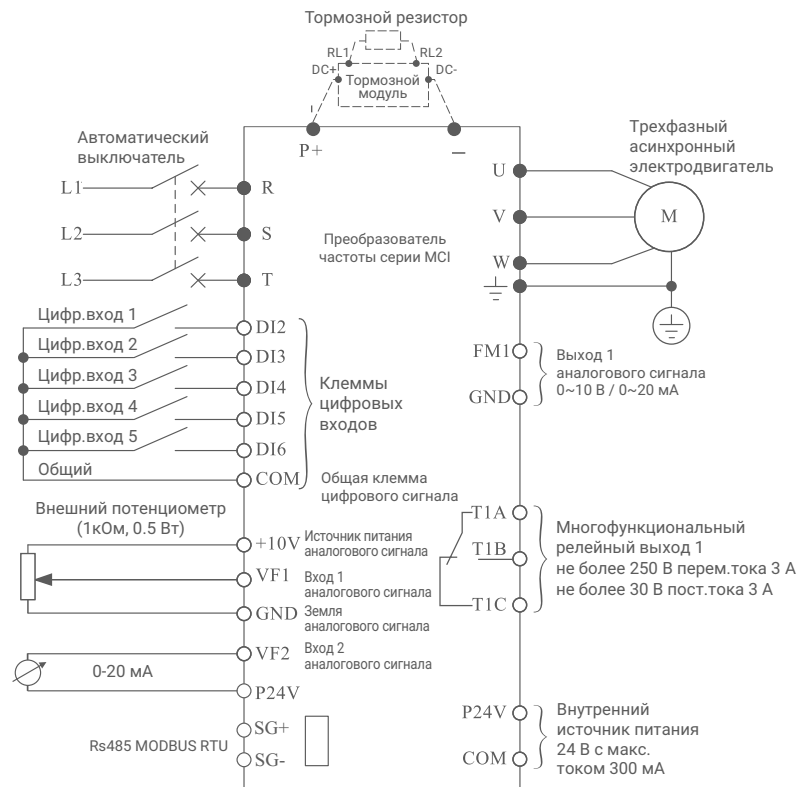 Тормозной резистор
RL1
RL2
DC+
DC-
Тормозной
модуль
P+
–
Автоматический
выключатель
L1
R
L2
S
L3
T
Преобразователь
частоты серии MCI
Трехфазный
асинхронный
электродвигатель
U
V
W
M
Цифр.вход 1
DI2
Цифр.вход 2
DI3
Цифр.вход 3
DI4
Цифр.вход 4
DI5
Цифр.вход 5
DI6
Общий
COM
Клеммы
цифровых
входов
Общая клемма
цифрового сигнала
FM1
GND
Выход 1
аналогового сигнала
0~10 В / 0~20 мА
Внешний потенциометр
(1кОм, 0.5 Вт)
+10V
Источник питания
аналогового сигнала
VF1
Вход 1
аналогового сигнала
GND
Земля
аналогового сигнала
VF2
Вход 2
аналогового сигнала
0-20 мА
P24V
T1A
T1B
T1C
Многофункциональный
релейный выход 1
не более 250 В перем.тока 3 А
не более 30 В пост.тока 3 А
Rs485 MODBUS RTU
SG+
SG-
P24V
COM
Внутренний
источник питания
24 В с макс.
током 300 мА